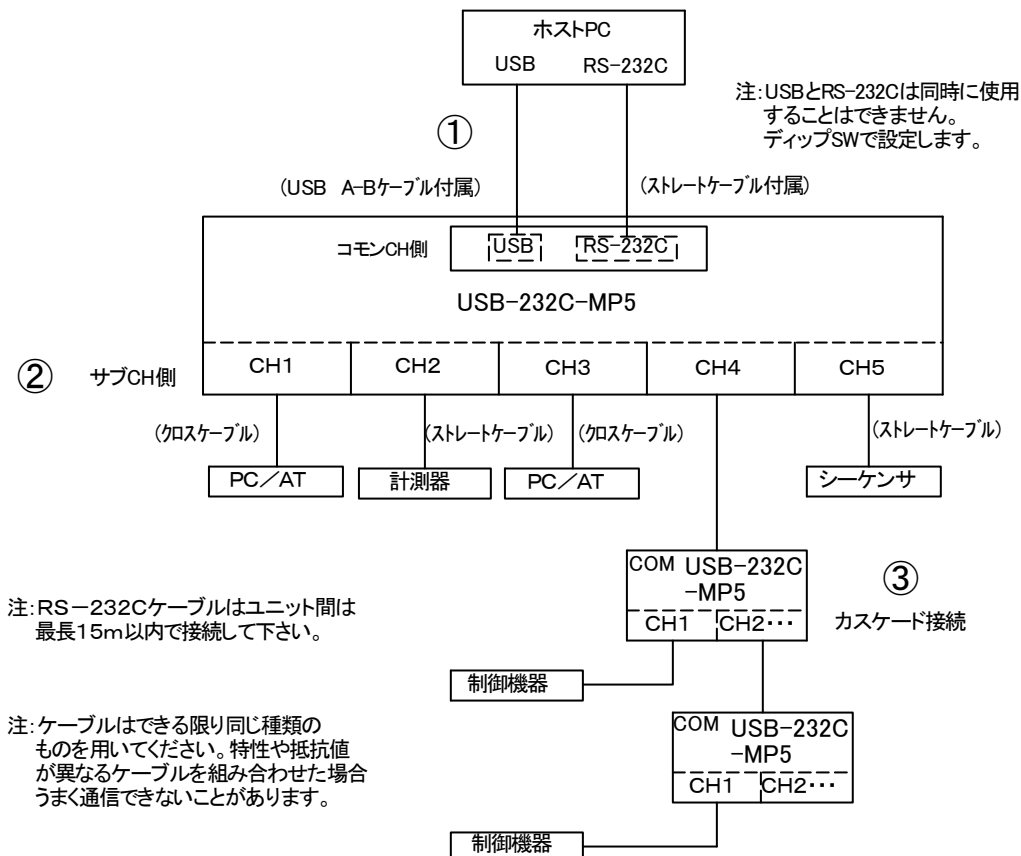 ホストPC
USB RS-232C
注:USBとRS-232Cは同時に使用
することはできません。
ディップSWで設定します。
①
(USB A-Bケーブル付属)
(ストレートケーブル付属)
コモンCH側
USB
RS-232C
USB-232C-MP5
②
サブCH側
CH1
CH2
CH3
CH4
CH5
(クロスケーブル)
(ストレートケーブル)
(クロスケーブル)
(ストレートケーブル)
PC/AT
計測器
PC/AT
シーケンサ
COM USB-232C
-MP5
CH1
CH2・・・
③
カスケード接続
注:RS-232Cケーブルはユニット間は
最長15m以内で接続して下さい。
制御機器
注:ケーブルはできる限り同じ種類の
ものを用いてください。特性や抵抗値
が異なるケーブルを組み合わせた場合
うまく通信できないことがあります。
COM USB-232C
-MP5
CH1
CH2・・・
制御機器